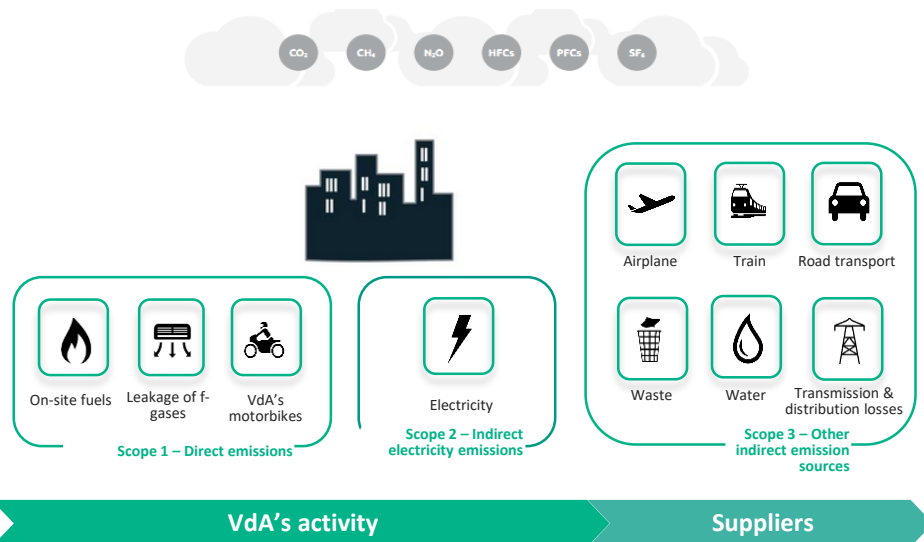 CO₂ CH₄ N₂O HFCs PFCs SF₆
Airplane
Train
Road transport
On-site fuels
Leakage of f-
gases
VdA's
motorbikes
Scope 1 – Direct emissions
Electricity
Scope 2 – Indirect
electricity emissions
Waste
Water
Transmission &
distribution losses
Scope 3 – Other
indirect emission
sources
VdA's activity
Suppliers